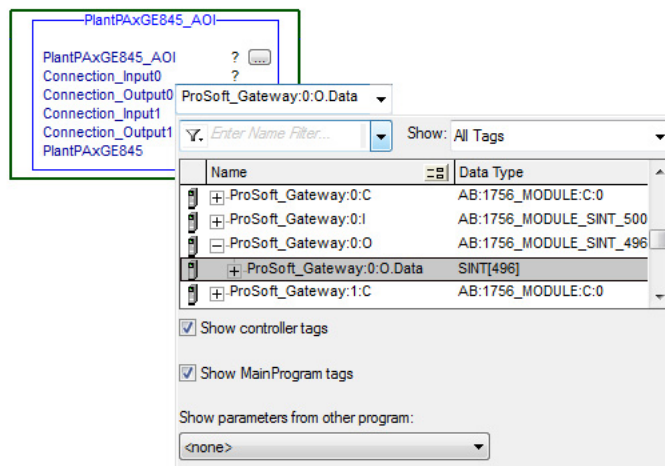 PlantPAxGE845_AOI
PlantPAxGE845_AOI ? ...
Connection_Input0 ?
Connection_Output0
Connection_Input1
Connection_Output1
PlantPAxGE845
ProSoft_Gateway:0:O.Data
Enter Name Filter... Show: All Tags
Name Data Type
ProSoft_Gateway:0:C AB:1756_MODULE:C:0
ProSoft_Gateway:0:I AB:1756_MODULE_SINT_500
ProSoft_Gateway:0:O AB:1756_MODULE_SINT_496
ProSoft_Gateway:0:O.Data SINT[496]
ProSoft_Gateway:1:C AB:1756_MODULE:C:0
Show controller tags
Show MainProgram tags
Show parameters from other program:
<none>